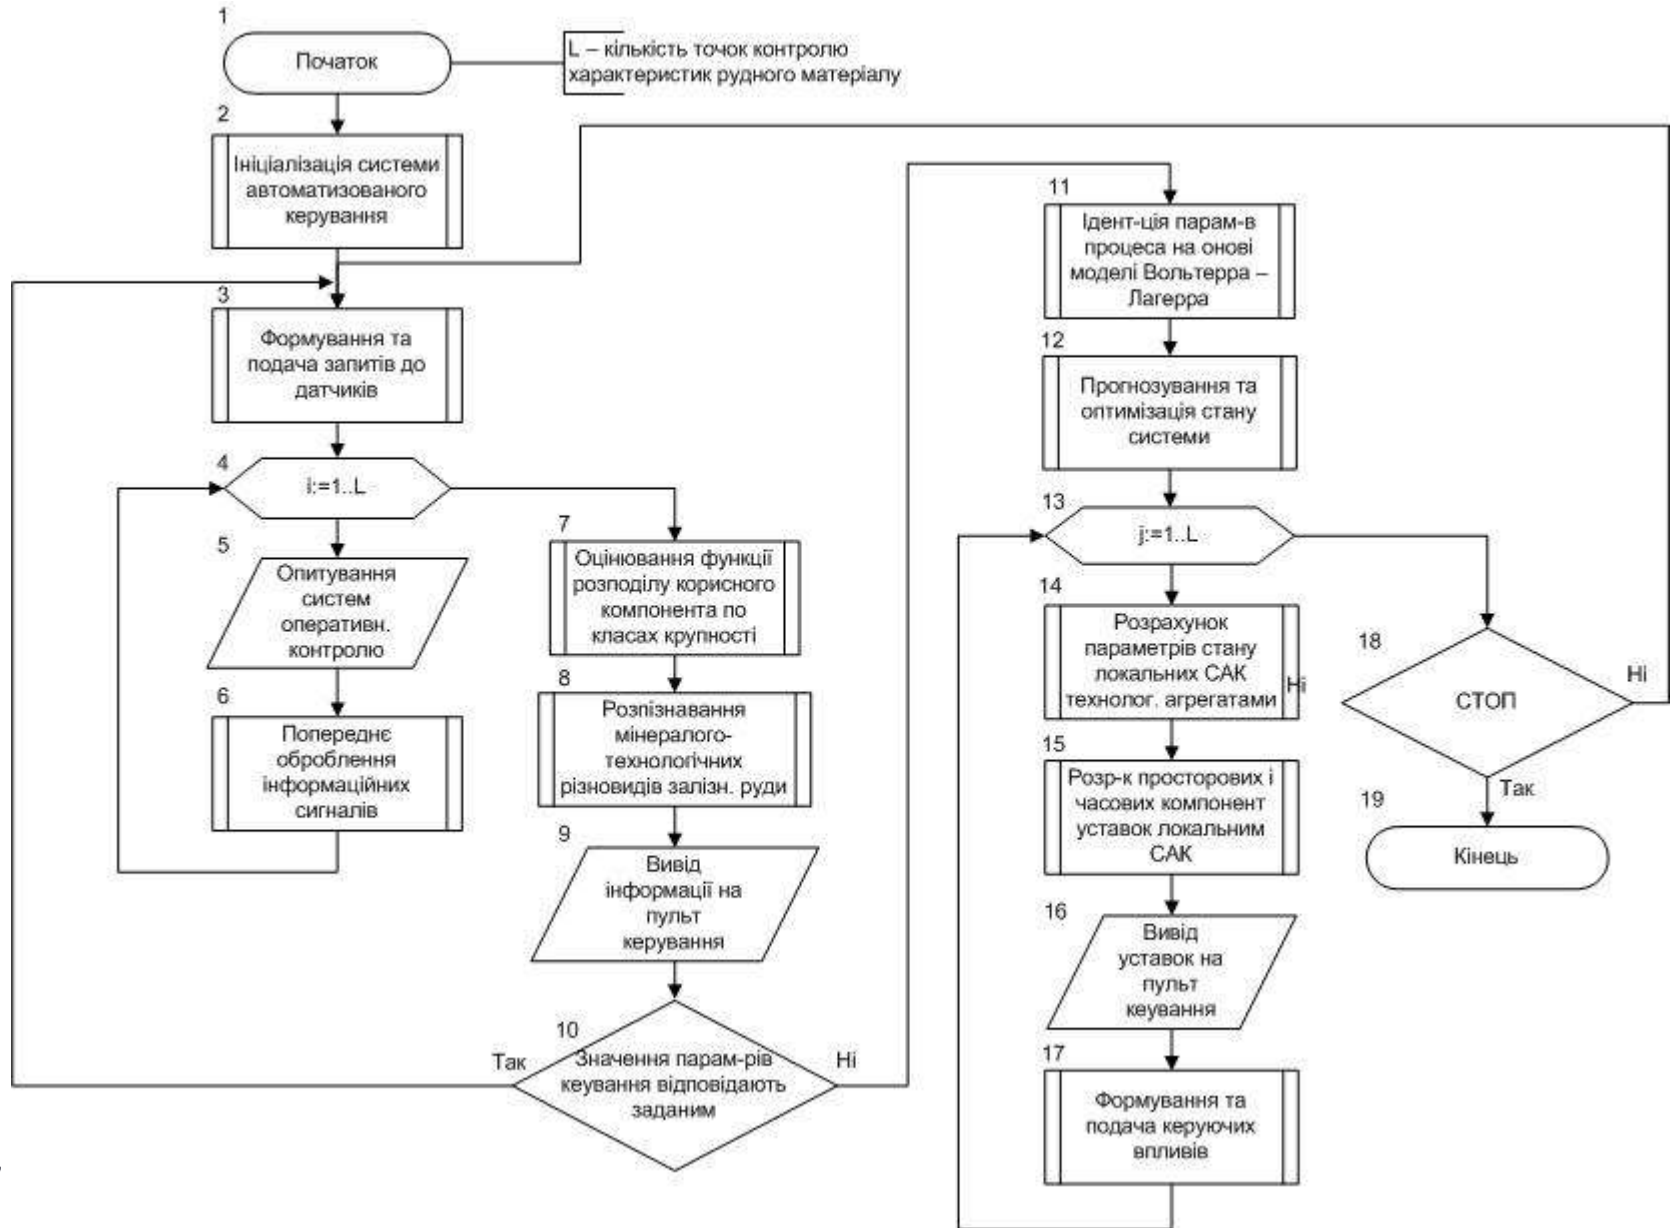 1
Початок
L – кількість точок контролю
характеристик рудного матеріалу
2
Ініціалізація системи
автоматизованого
керування
3
Формування та
подача запитів до
датчиків
4
i:=1..L
5
Опитування
систем
оперативн.
контролю
6
Попереднє
оброблення
інформаційних
сигналів
7
Оцінювання функції
розподілу корисного
компонента по
класах крупності
8
Розпізнавання
мінералого-
технологічних
різновидів залізн. руди
9
Вивід
інформації на
пульт
керування
10
Так
Ні
Значення парам-рів
кеування відповідають
заданим
11
Ідент-ція парам-в
процеса на онові
моделі Вольтерра –
Лагерра
12
Прогнозування та
оптимізація стану
системи
13
j:=1..L
14
Розрахунок
параметрів стану
локальних САК
технолог. агрегатами
Ні
15
Розр-к просторових і
часових компонент
уставок локальним
САК
16
Вивід
уставок на
пульт
кеування
17
Формування та
подача керуючих
впливів
18
СТОП
Ні
Так
19
Кінець